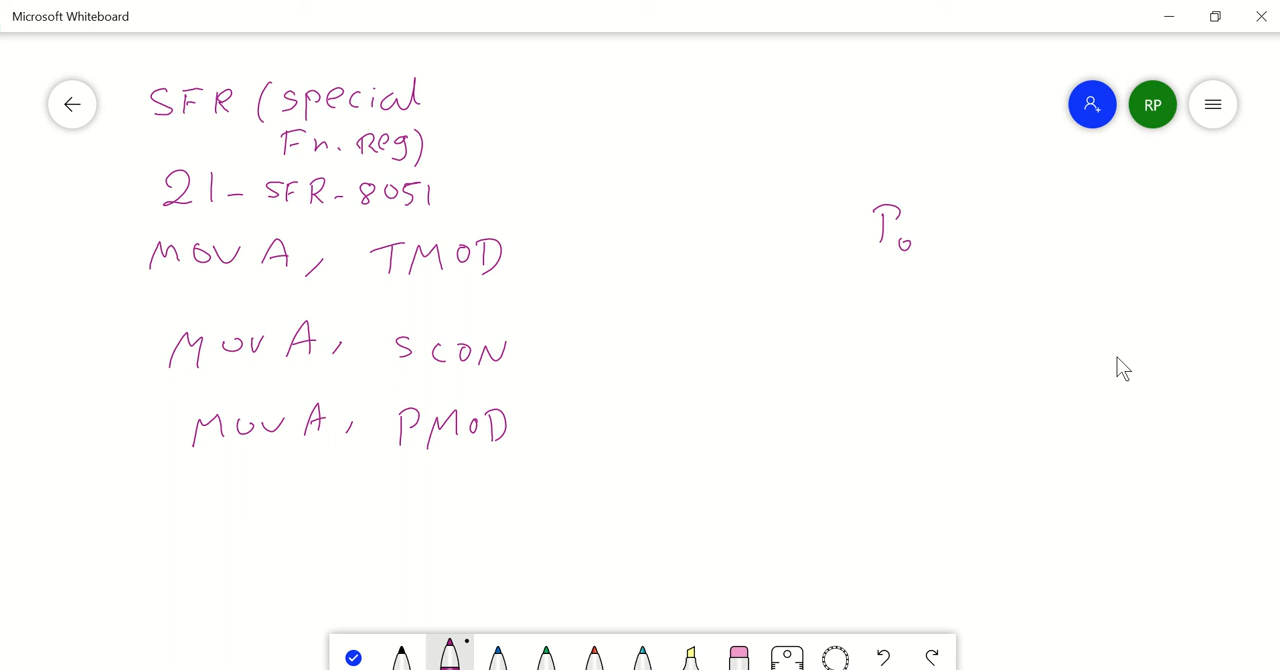 Microsoft Whiteboard
SFR (special
Fn. Reg)
21 - SFR - 8051
MOV A, TMOD
MOV A, SCON
MOV A, PMOD
P0
RP